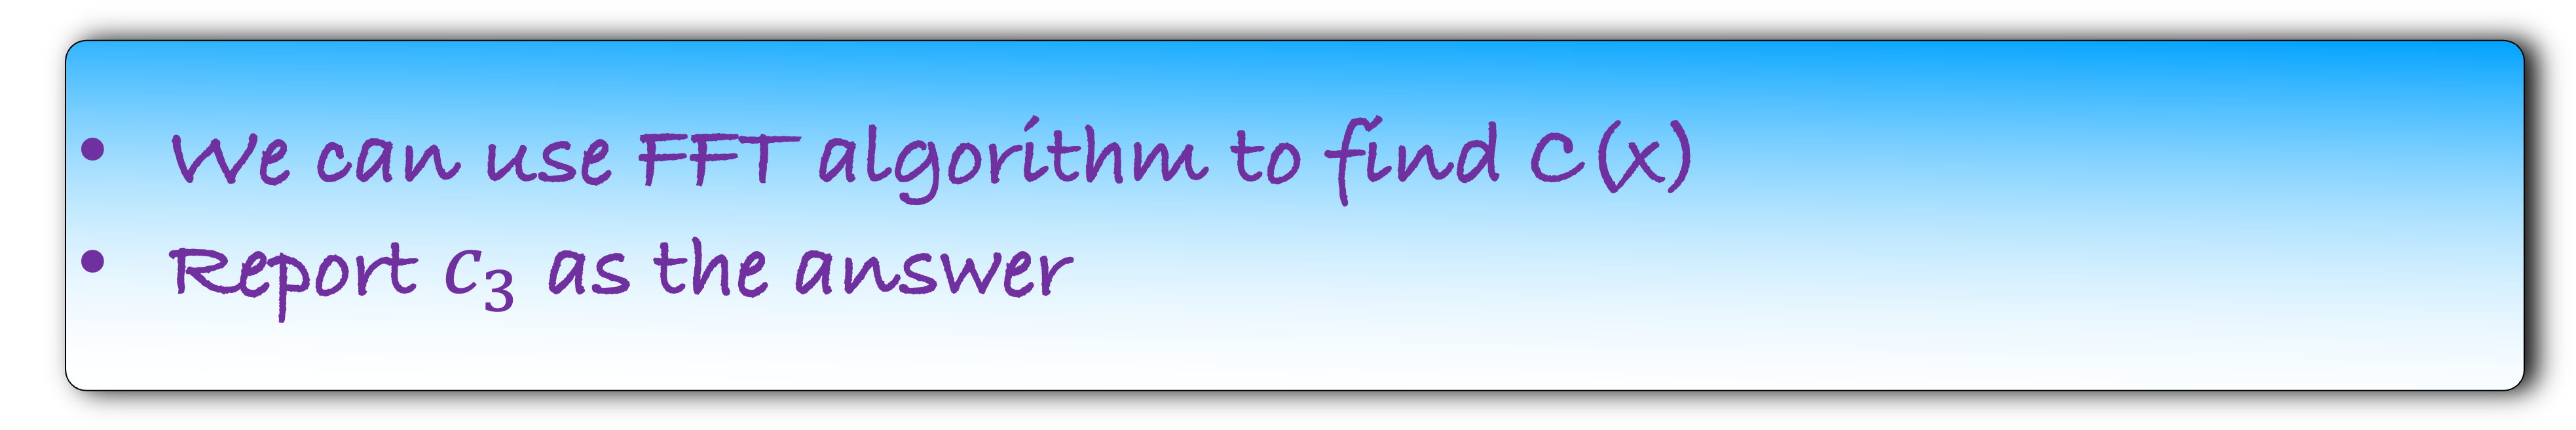 • We can use FFT algorithm to find C(x)
• Report c₃ as the answer